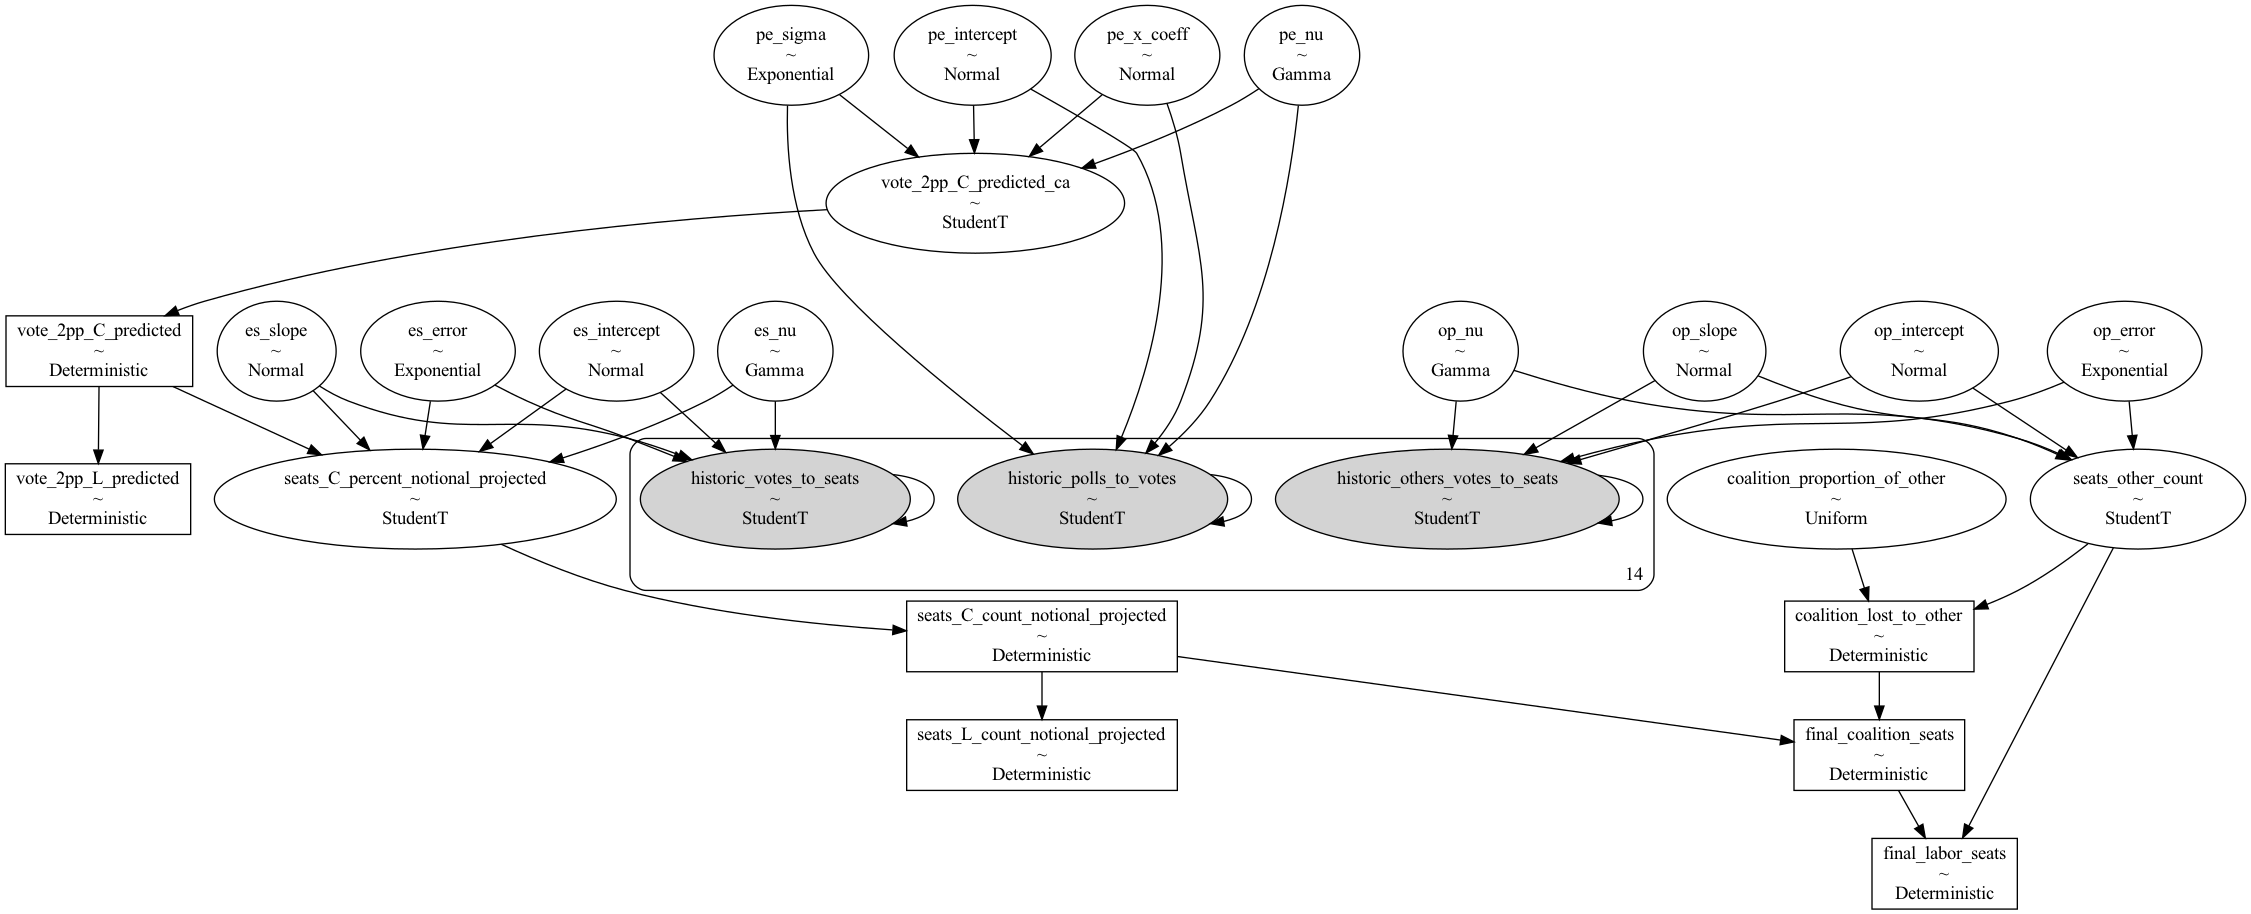 pe_sigma
~
Exponential
pe_intercept
~
Normal
pe_x_coeff
~
Normal
pe_nu
~
Gamma
vote_2pp_C_predicted_ca
~
StudentT
vote_2pp_C_predicted
~
Deterministic
es_slope
~
Normal
es_error
~
Exponential
es_intercept
~
Normal
es_nu
~
Gamma
op_nu
~
Gamma
op_slope
~
Normal
op_intercept
~
Normal
op_error
~
Exponential
vote_2pp_L_predicted
~
Deterministic
seats_C_percent_notional_projected
~
StudentT
historic_votes_to_seats
~
StudentT
historic_polls_to_votes
~
StudentT
historic_others_votes_to_seats
~
StudentT
coalition_proportion_of_other
~
Uniform
seats_other_count
~
StudentT
14
seats_C_count_notional_projected
~
Deterministic
coalition_lost_to_other
~
Deterministic
seats_L_count_notional_projected
~
Deterministic
final_coalition_seats
~
Deterministic
final_labor_seats
~
Deterministic